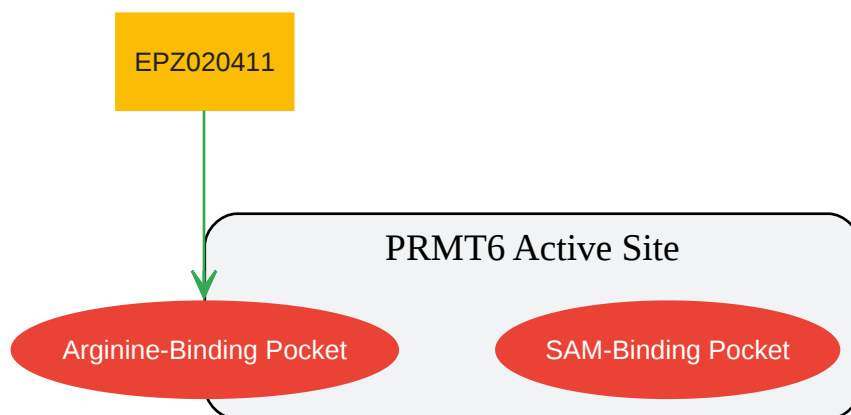 EPZ020411
PRMT6 Active Site
Arginine-Binding Pocket
SAM-Binding Pocket